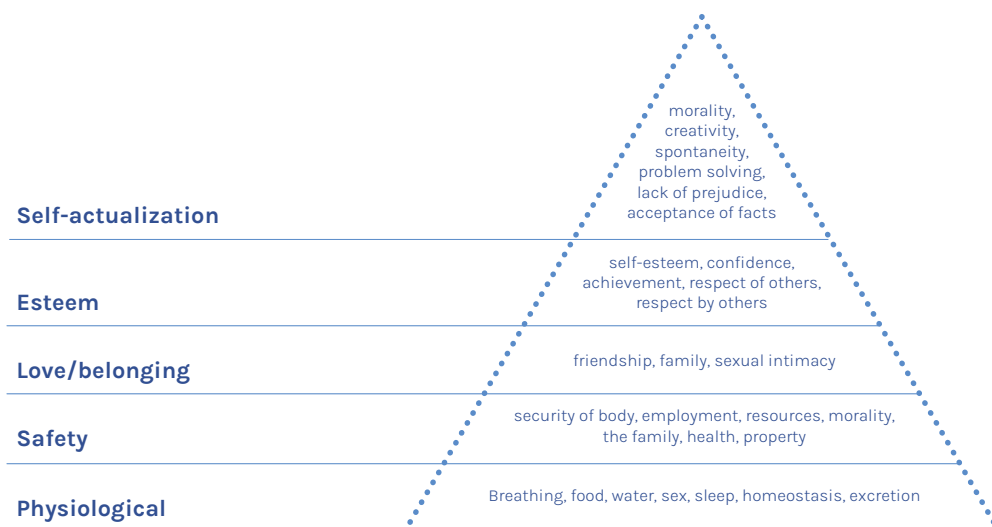 morality,
creativity,
spontaneity,
problem solving,
lack of prejudice,
acceptance of facts
Self-actualization
self-esteem, confidence,
achievement, respect of others,
respect by others
Esteem
friendship, family, sexual intimacy
Love/belonging
security of body, employment, resources, morality,
the family, health, property
Safety
Breathing, food, water, sex, sleep, homeostasis, excretion
Physiological